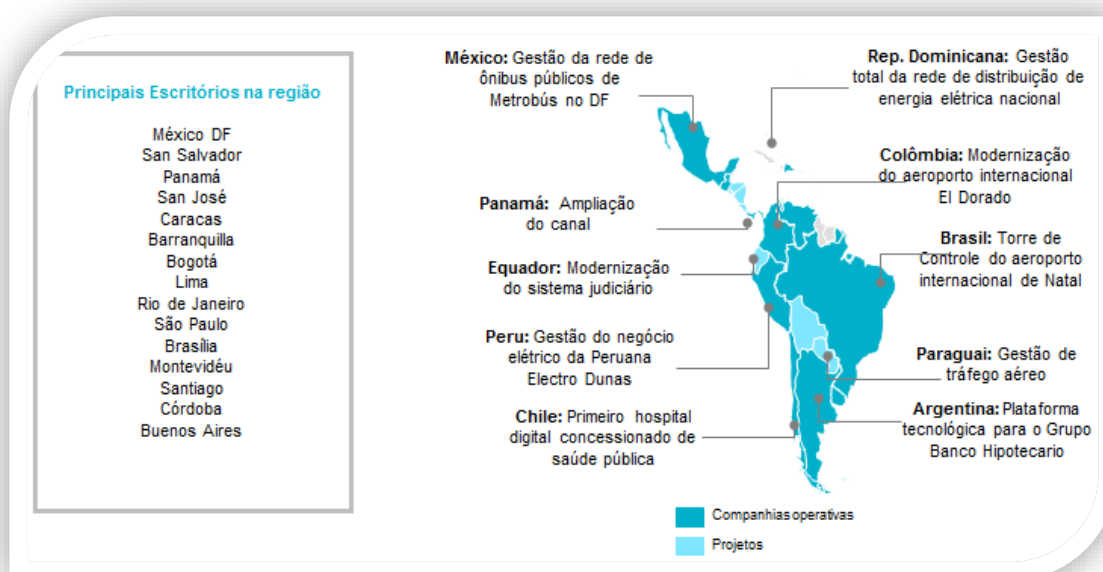 Principais Escritórios na região
México DF
San Salvador
Panamá
San José
Caracas
Barranquilla
Bogotá
Lima
Rio de Janeiro
São Paulo
Brasília
Montevidéu
Santiago
Córdoba
Buenos Aires
México: Gestão da rede de
ônibus públicos de
Metrobús no DF
Rep. Dominicana: Gestão
total da rede de distribuição de
energia elétrica nacional
Colômbia: Modernização
do aeroporto internacional
El Dorado
Panamá: Ampliação
do canal
Brasil: Torre de
Controle do aeroporto
internacional de Natal
Equador: Modernização
do sistema judiciário
Peru: Gestão do negócio
elétrico da Peruana
Electro Dunas
Paraguai: Gestão de
tráfego aéreo
Chile: Primeiro hospital
digital concessionado de
saúde pública
Argentina: Plataforma
tecnológica para o Grupo
Banco Hipotecario
Companhias operativas
Projetos